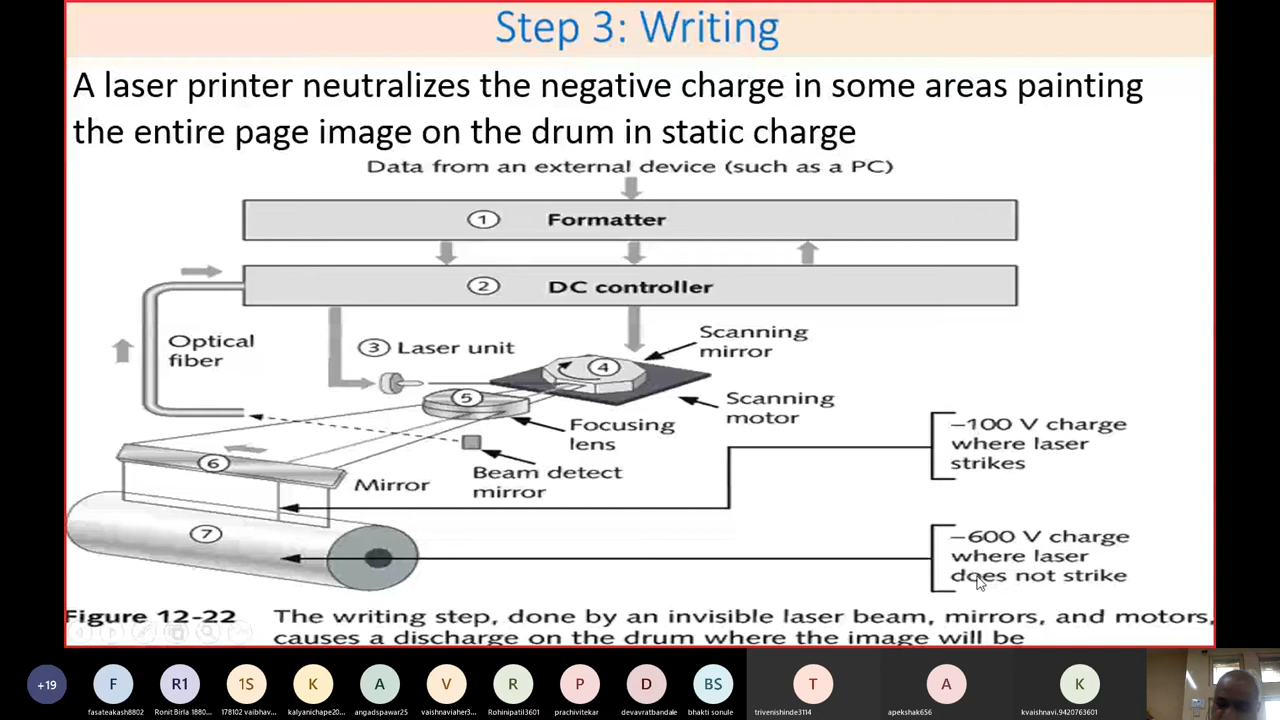 Step 3: Writing
A laser printer neutralizes the negative charge in some areas painting
the entire page image on the drum in static charge
Data from an external device (such as a PC)
1 Formatter
2 DC controller
Optical
fiber
3 Laser unit
4
Scanning
mirror
Scanning
motor
5
Focusing
lens
Beam detect
mirror
6
Mirror
7
−100 V charge
where laser
strikes
−600 V charge
where laser
does not strike
Figure 12-22 The writing step, done by an invisible laser beam, mirrors, and motors,
causes a discharge on the drum where the image will be
+19 F R1 1S K A V R P D BS T A K
fasateakash8802 Ronit Birla 1880... 178102 vaibhav... kalyanichape20... angadspawar25 vaishnaviaher3... Rohinipatil3601 prachivitekar devavratbandale bhakti sonule trivenishinde3114 apekshak656 kvaishnavi.9420763601